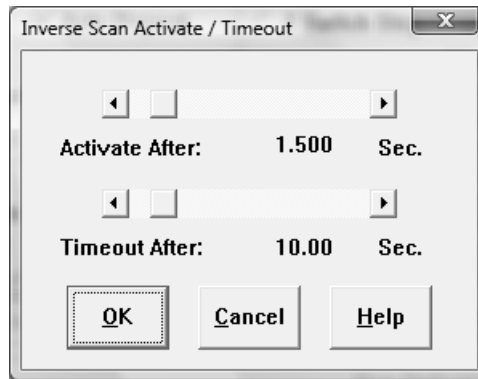 Inverse Scan Activate / Timeout
Activate After: 1.500 Sec.
Timeout After: 10.00 Sec.
OK Cancel Help